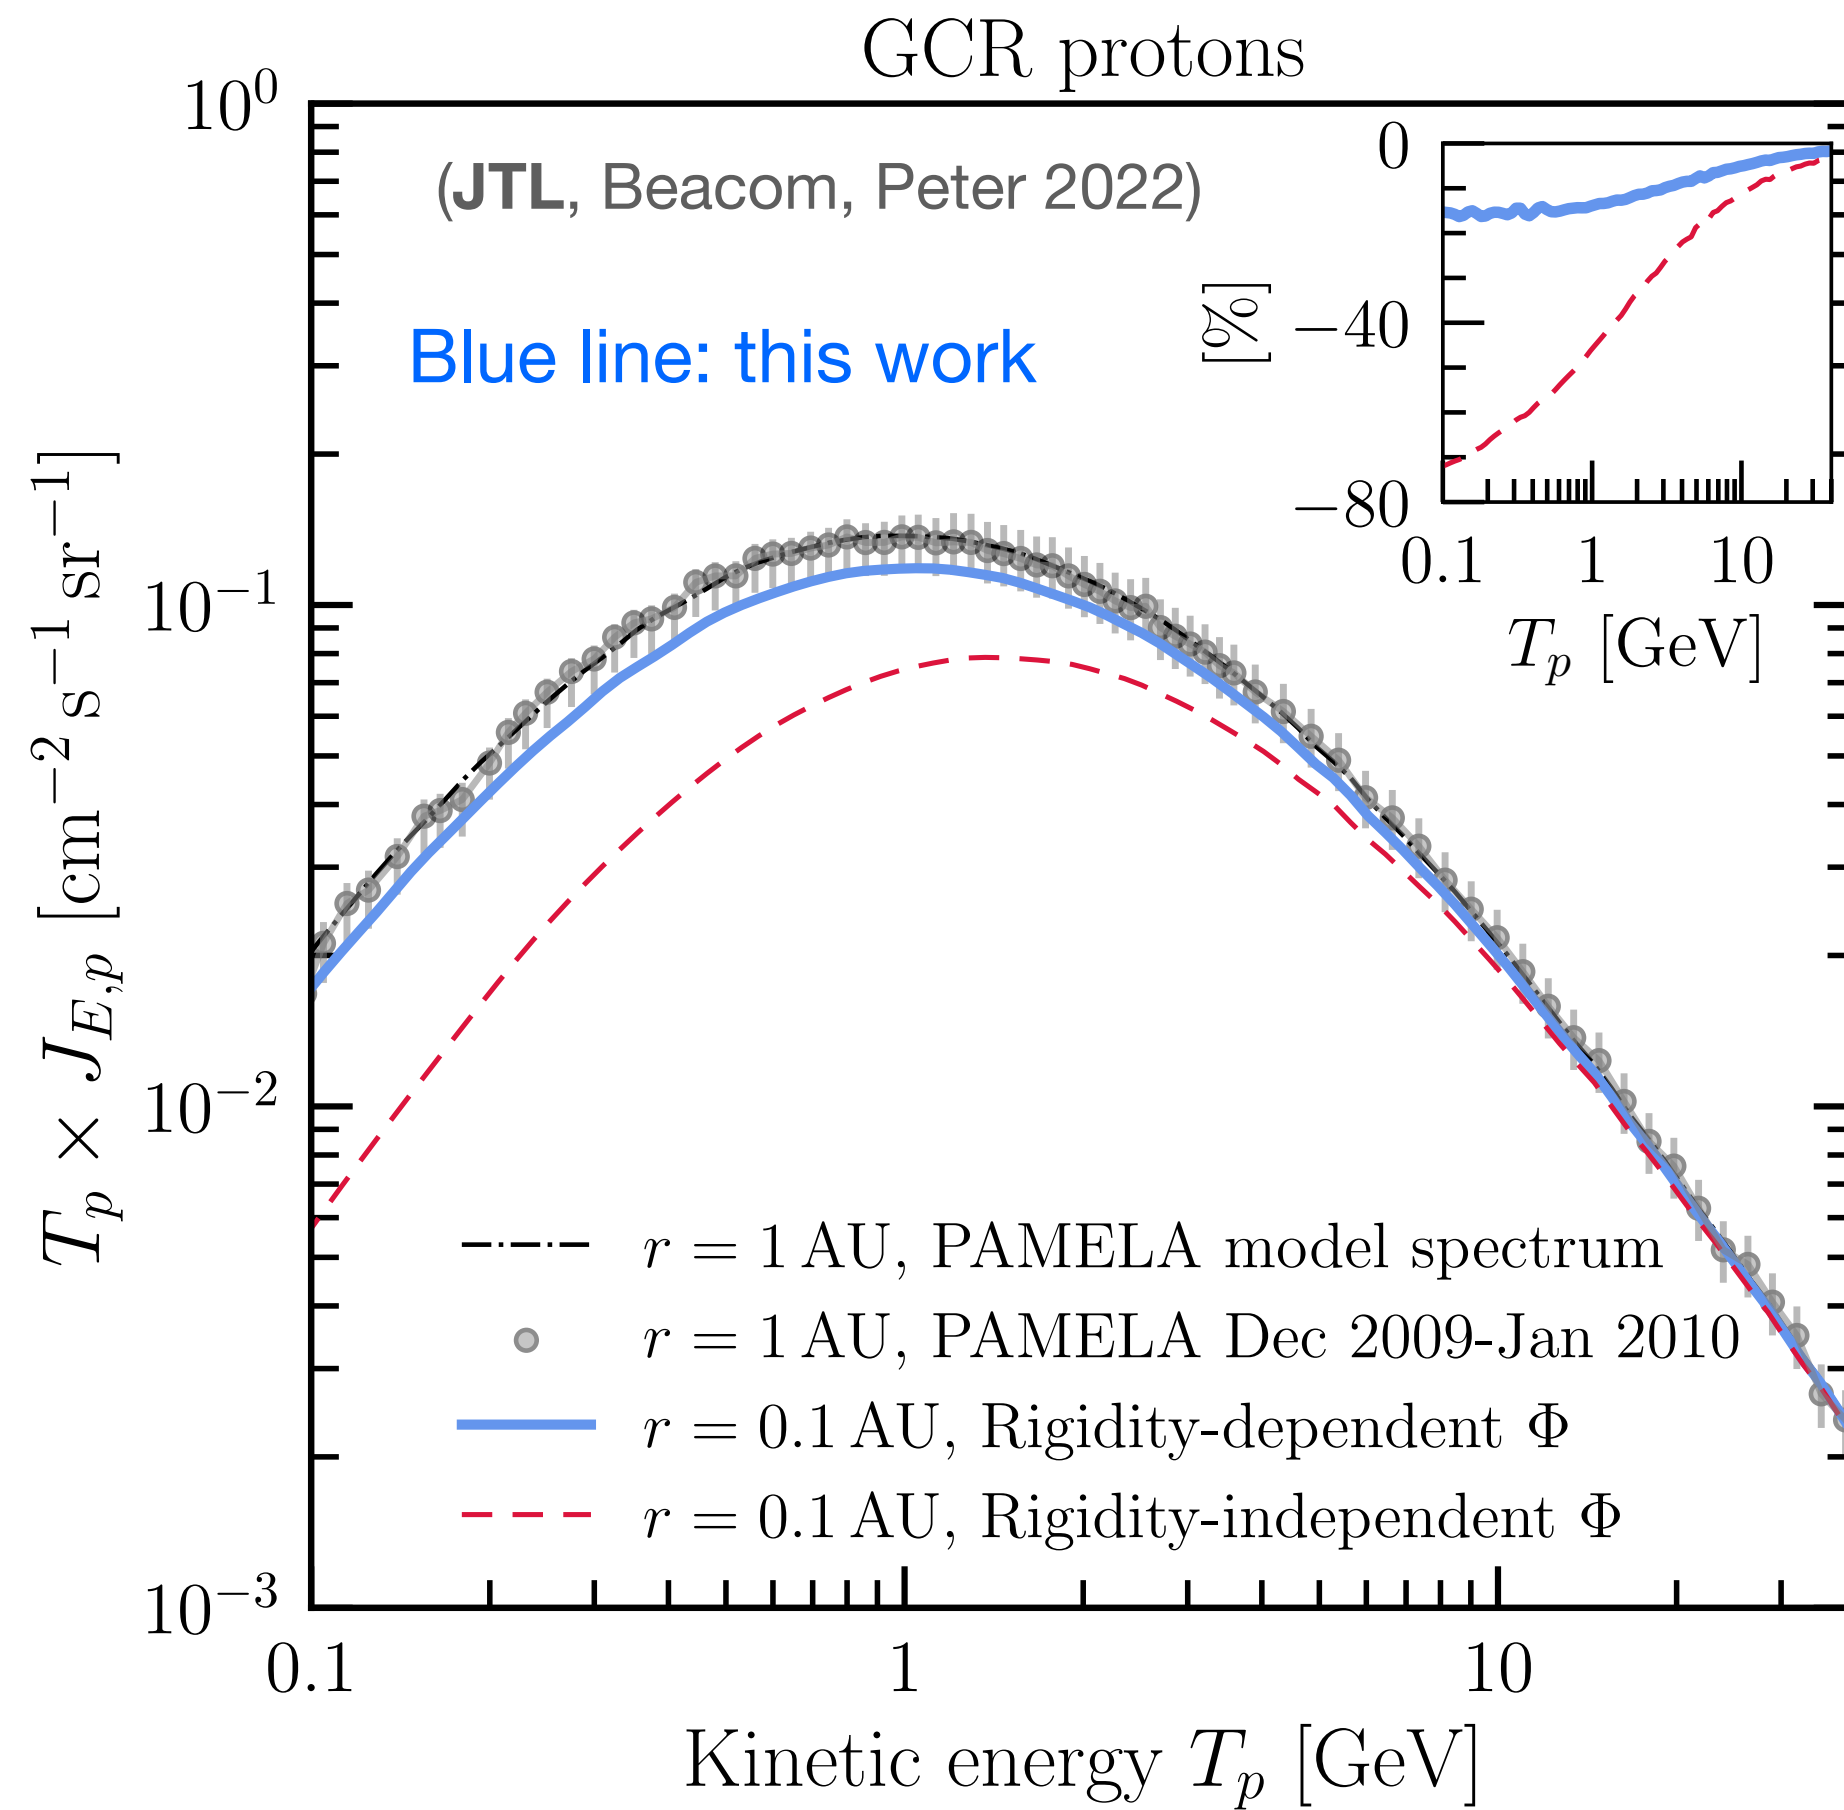 GCR protons
10⁰
10⁻¹
10⁻²
10⁻³
T_p × J_{E,p} [cm⁻² s⁻¹ sr⁻¹]
(JTL, Beacom, Peter 2022)
Blue line: this work
0
−40
−80
[%]
0.1 1 10
T_p [GeV]
r = 1 AU, PAMELA model spectrum
r = 1 AU, PAMELA Dec 2009-Jan 2010
r = 0.1 AU, Rigidity-dependent Φ
r = 0.1 AU, Rigidity-independent Φ
0.1 1 10
Kinetic energy T_p [GeV]